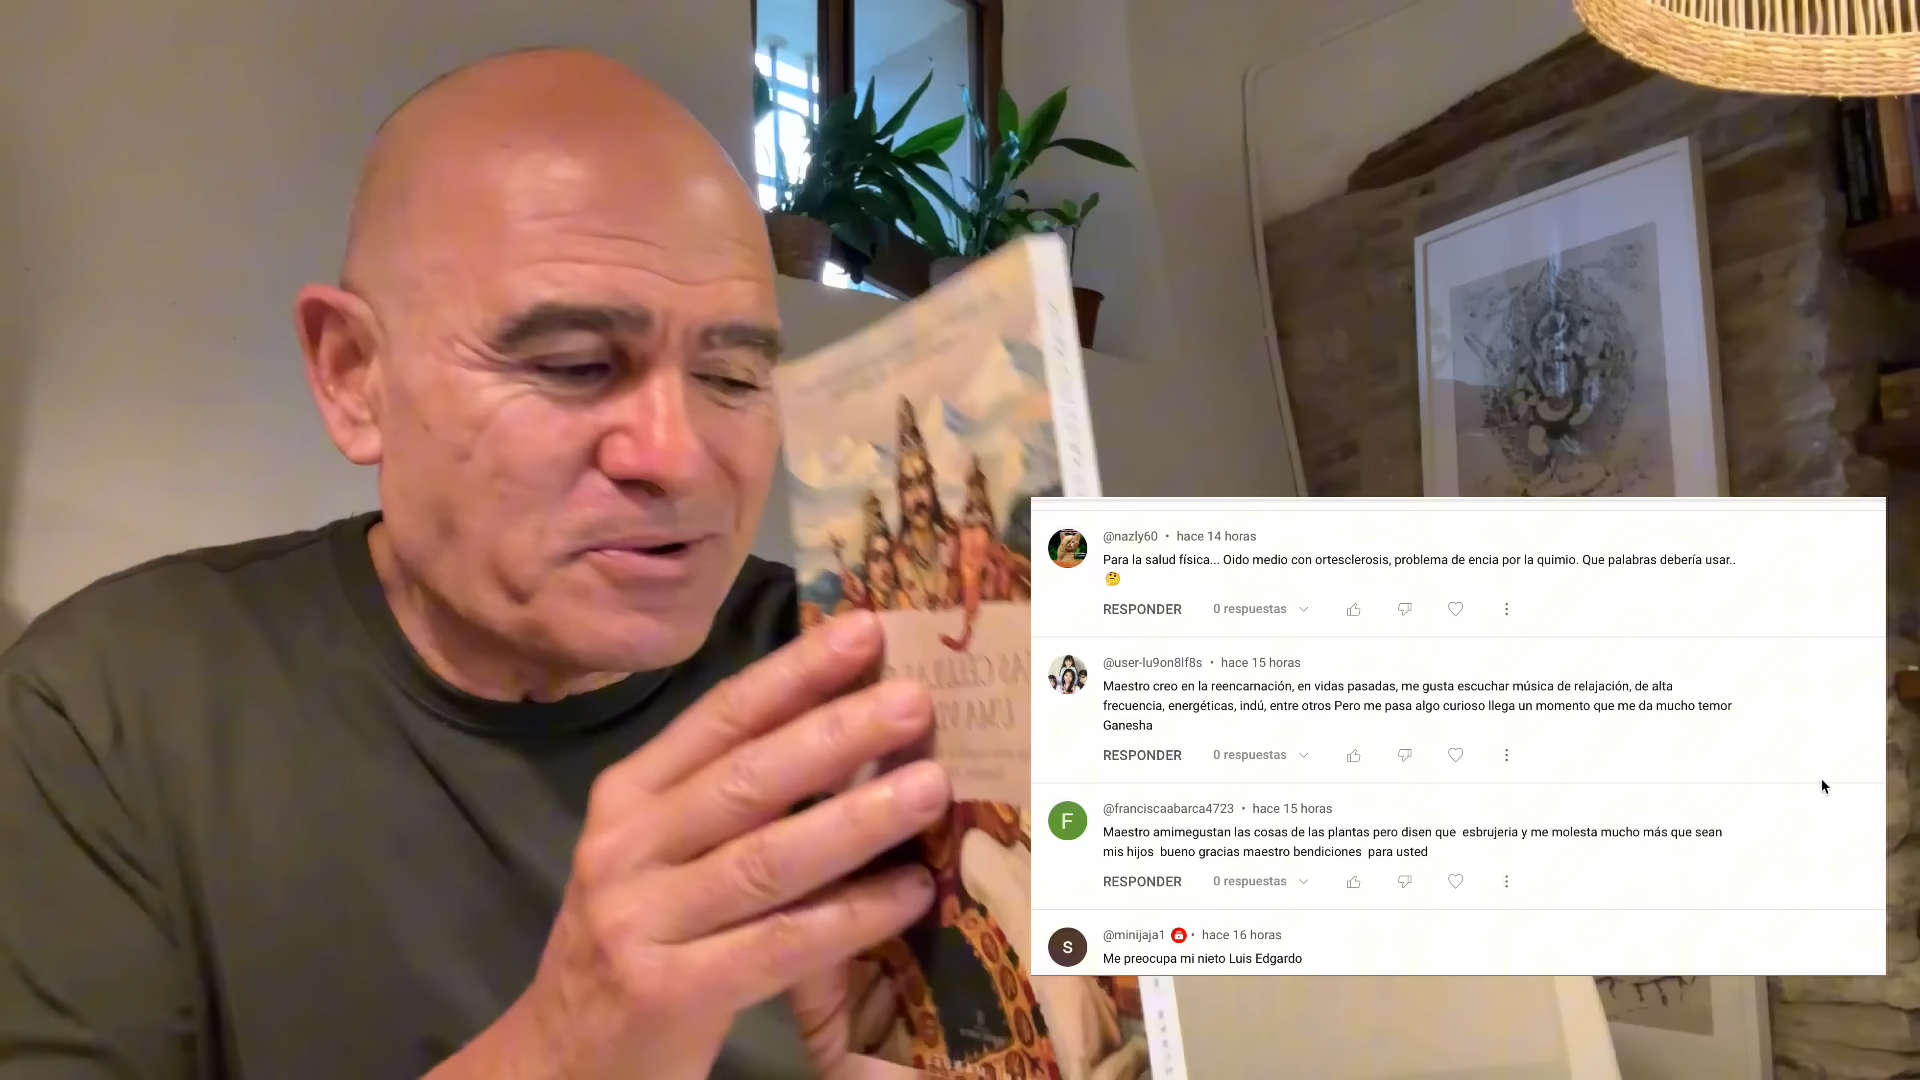 @nazly60 • hace 14 horas
Para la salud física... Oido medio con ortesclerosis, problema de encia por la quimio. Que palabras debería usar..
🤔
RESPONDER 0 respuestas
@user-lu9on8lf8s • hace 15 horas
Maestro creo en la reencarnación, en vidas pasadas, me gusta escuchar música de relajación, de alta
frecuencia, energéticas, indú, entre otros Pero me pasa algo curioso llega un momento que me da mucho temor
Ganesha
RESPONDER 0 respuestas
F
@franciscaabarca4723 • hace 15 horas
Maestro amimegustan las cosas de las plantas pero disen que  esbrujeria y me molesta mucho más que sean
mis hijos  bueno gracias maestro bendiciones  para usted
RESPONDER 0 respuestas
S
@minijaja1 • hace 16 horas
Me preocupa mi nieto Luis Edgardo